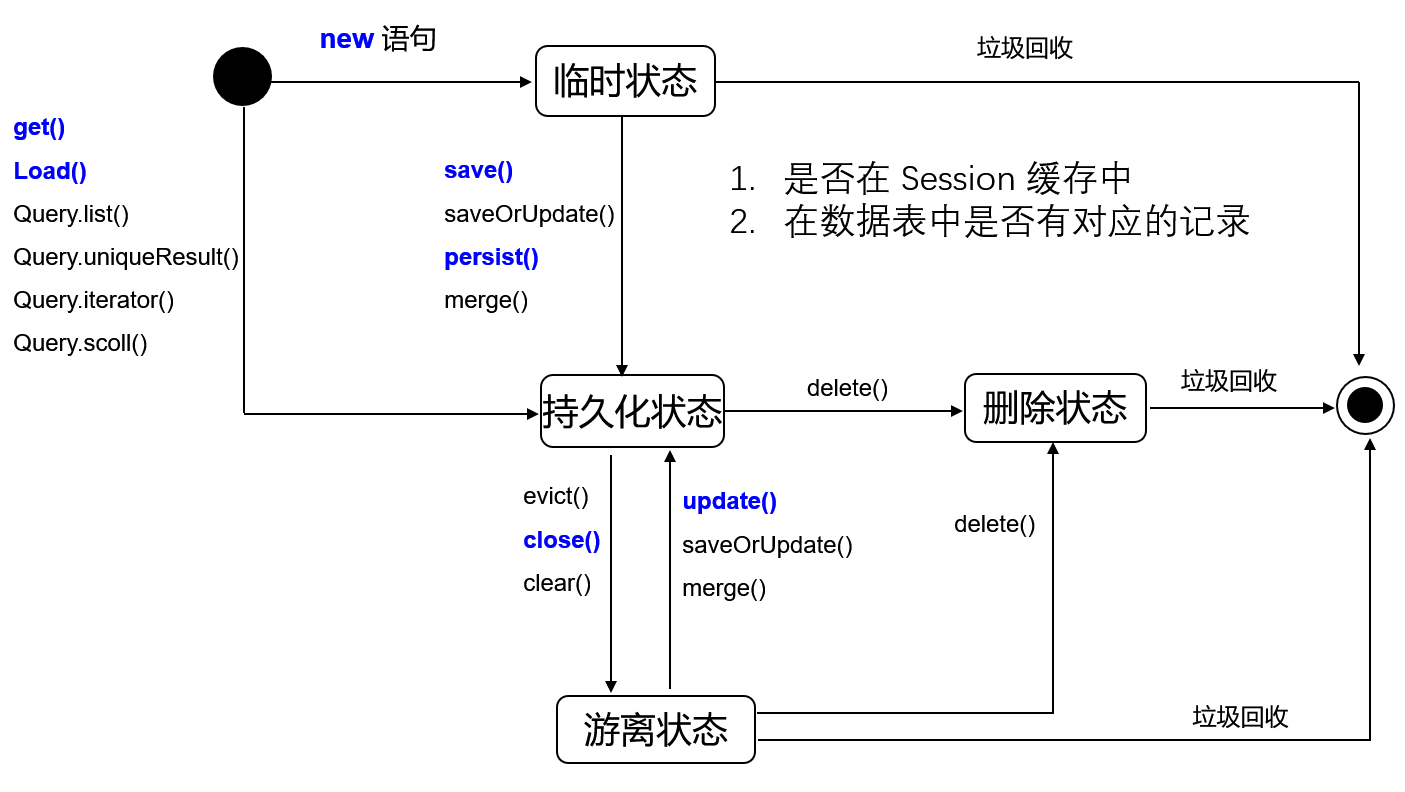 new 语句
临时状态
垃圾回收
get()
Load()
Query.list()
Query.uniqueResult()
Query.iterator()
Query.scoll()
save()
saveOrUpdate()
persist()
merge()
1. 是否在 Session 缓存中
2. 在数据表中是否有对应的记录
持久化状态
delete()
删除状态
垃圾回收
evict()
close()
clear()
update()
saveOrUpdate()
merge()
delete()
游离状态
垃圾回收